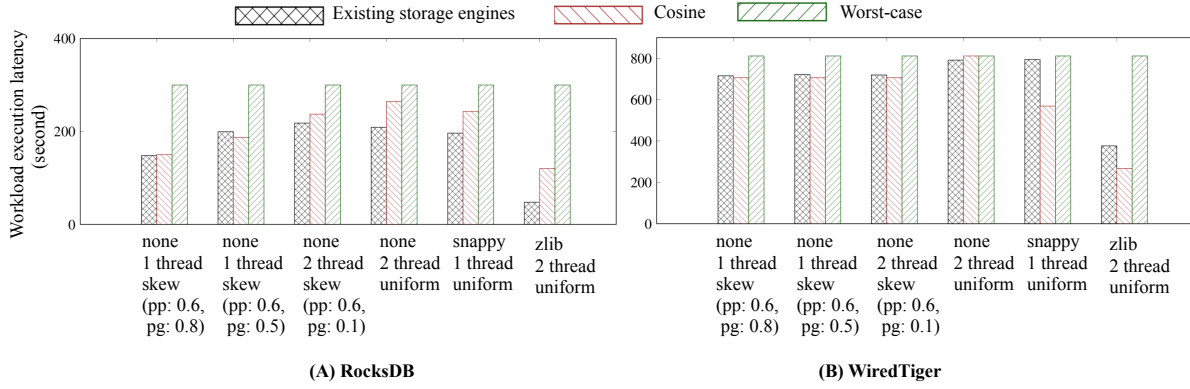 Existing storage engines Cosine Worst-case
Workload execution latency
(second)
400
200
0
none
1 thread
skew
(pp: 0.6,
pg: 0.8)
none
1 thread
skew
(pp: 0.6,
pg: 0.5)
none
2 thread
skew
(pp: 0.6,
pg: 0.1)
none
2 thread
uniform
snappy
1 thread
uniform
zlib
2 thread
uniform
(A) RocksDB
800
600
400
200
0
none
1 thread
skew
(pp: 0.6,
pg: 0.8)
none
1 thread
skew
(pp: 0.6,
pg: 0.5)
none
2 thread
skew
(pp: 0.6,
pg: 0.1)
none
2 thread
uniform
snappy
1 thread
uniform
zlib
2 thread
uniform
(B) WiredTiger